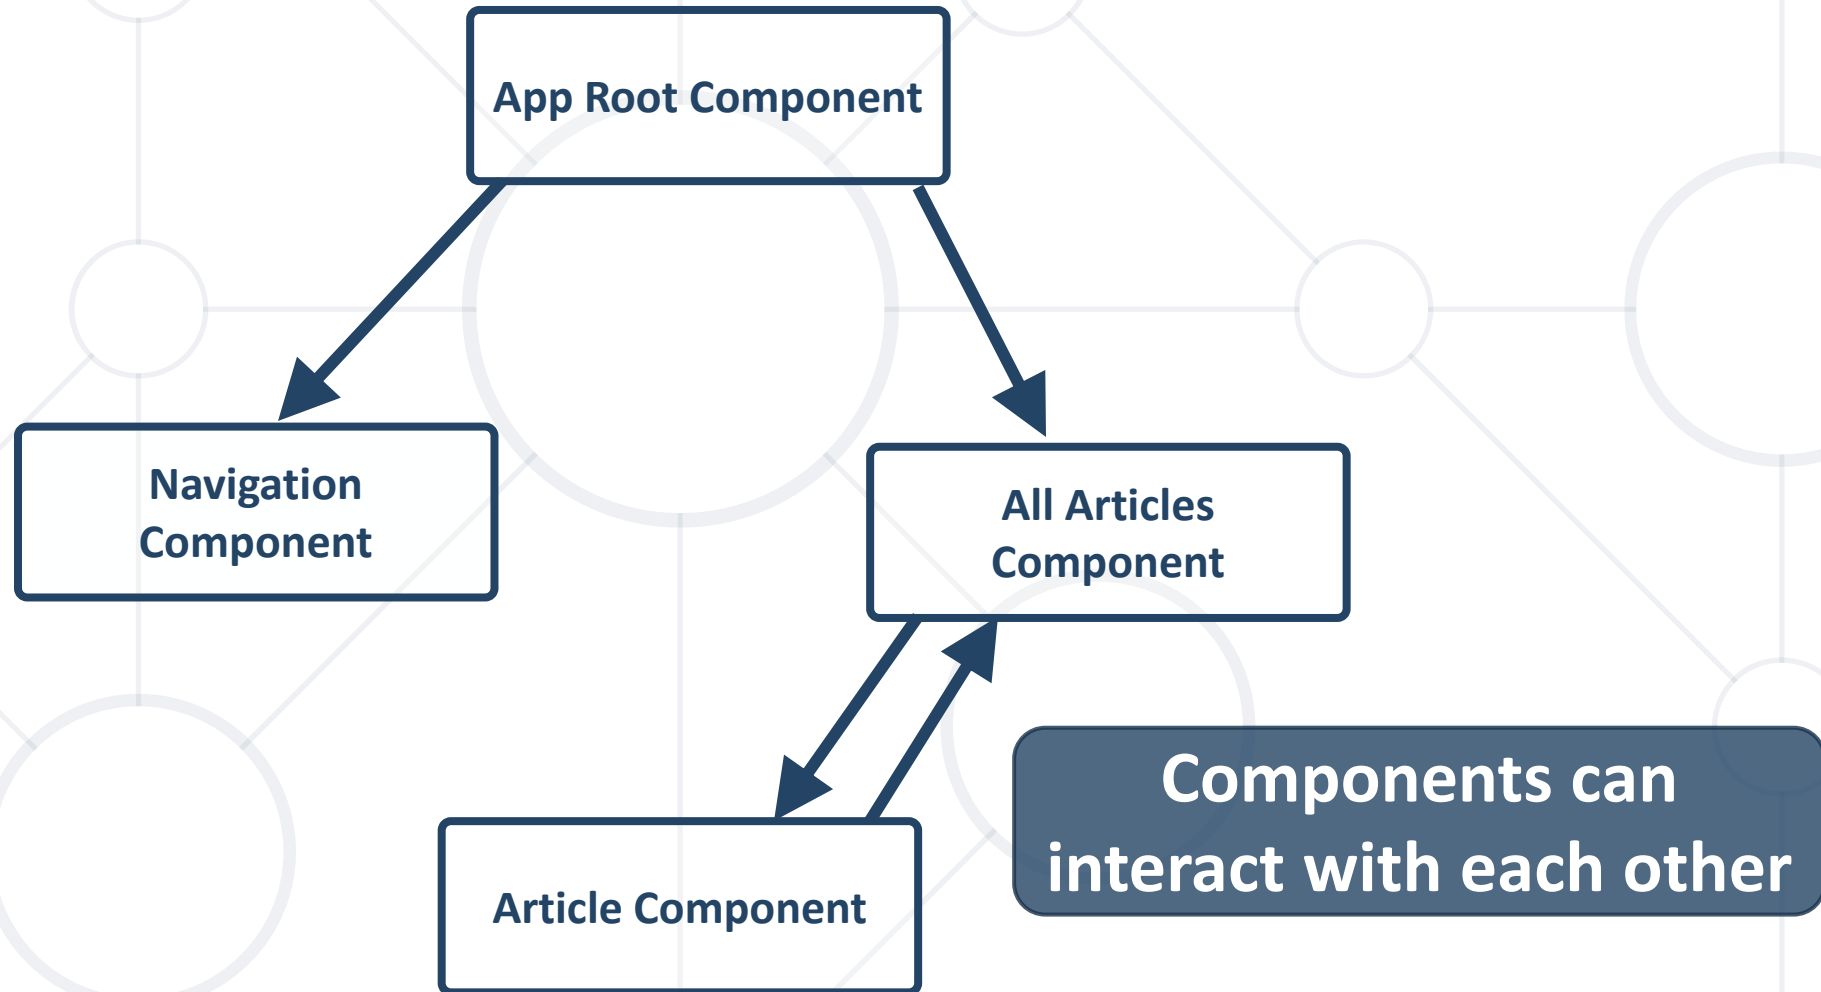 App Root Component
Navigation
Component
All Articles
Component
Components can
interact with each other
Article Component